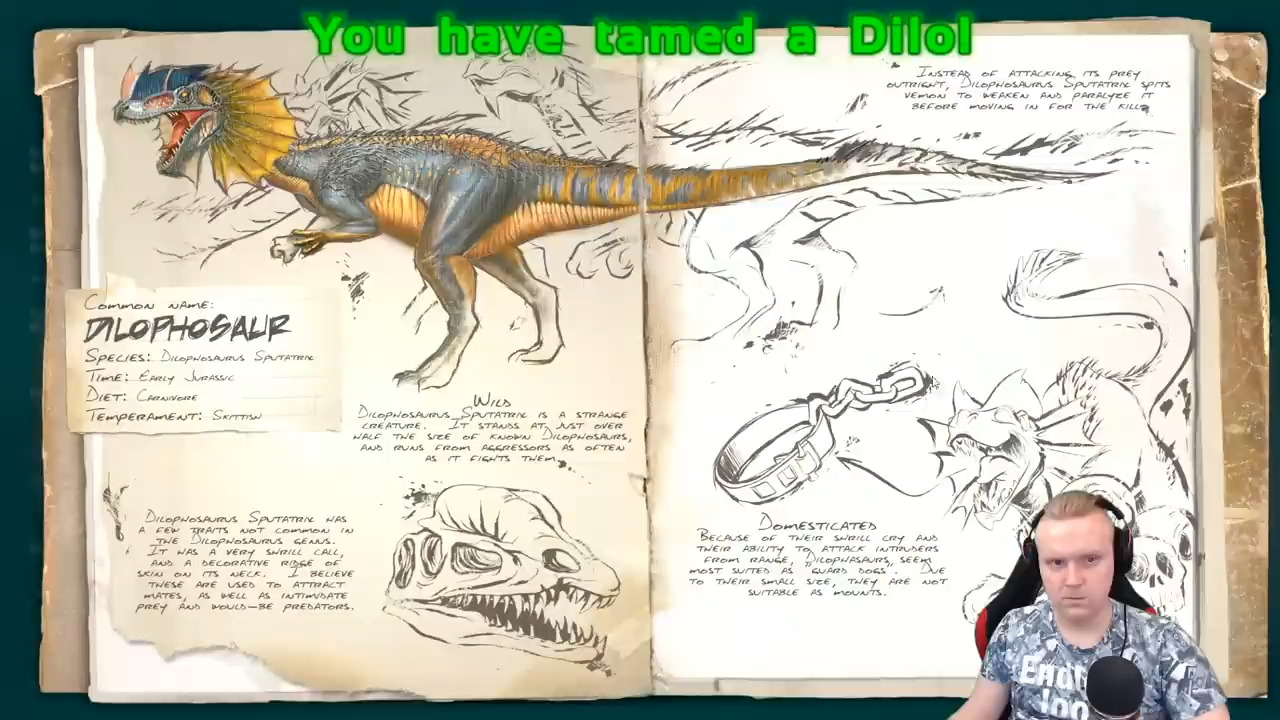 You have tamed a Dilol
INSTEAD OF ATTACKING ITS PREY
OUTRIGHT, DILOPHOSAURUS SPUTATRIX SPITS
VEMON TO WEAKEN AND PARALYZE IT
BEFORE MOVING IN FOR THE KILL.
COMMON NAME:
DILOPHOSAUR
SPECIES: DILOPHOSAURUS SPUTATRIX
TIME: EARLY JURASSIC
DIET: CARNIVORE
TEMPERAMENT: SKITTISH
WILD
DILOPHOSAURUS SPUTATRIX IS A STRANGE
CREATURE. IT STANDS AT JUST OVER
HALF THE SIZE OF KNOWN DILOPHOSAURS,
AND RUNS FROM AGGRESSORS AS OFTEN
AS IT FIGHTS THEM.
DILOPHOSAURUS SPUTATRIX HAS
A FEW TRAITS NOT COMMON IN
THE DILOPHOSAURUS GENUS.
IT HAS A VERY SHRILL CALL,
AND A DECORATIVE RIDGE OF
SKIN ON ITS NECK. I BELIEVE
THESE ARE USED TO ATTRACT
MATES, AS WELL AS INTIMIDATE
PREY AND WOULD-BE PREDATORS.
DOMESTICATED
BECAUSE OF THEIR SHRILL CRY AND
THEIR ABILITY TO ATTACK INTRUDERS
FROM RANGE, DILOPHASAURS SEEM
MOST SUITED AS "GUARD DOGS". DUE
TO THEIR SMALL SIZE, THEY ARE NOT
SUITABLE AS MOUNTS.